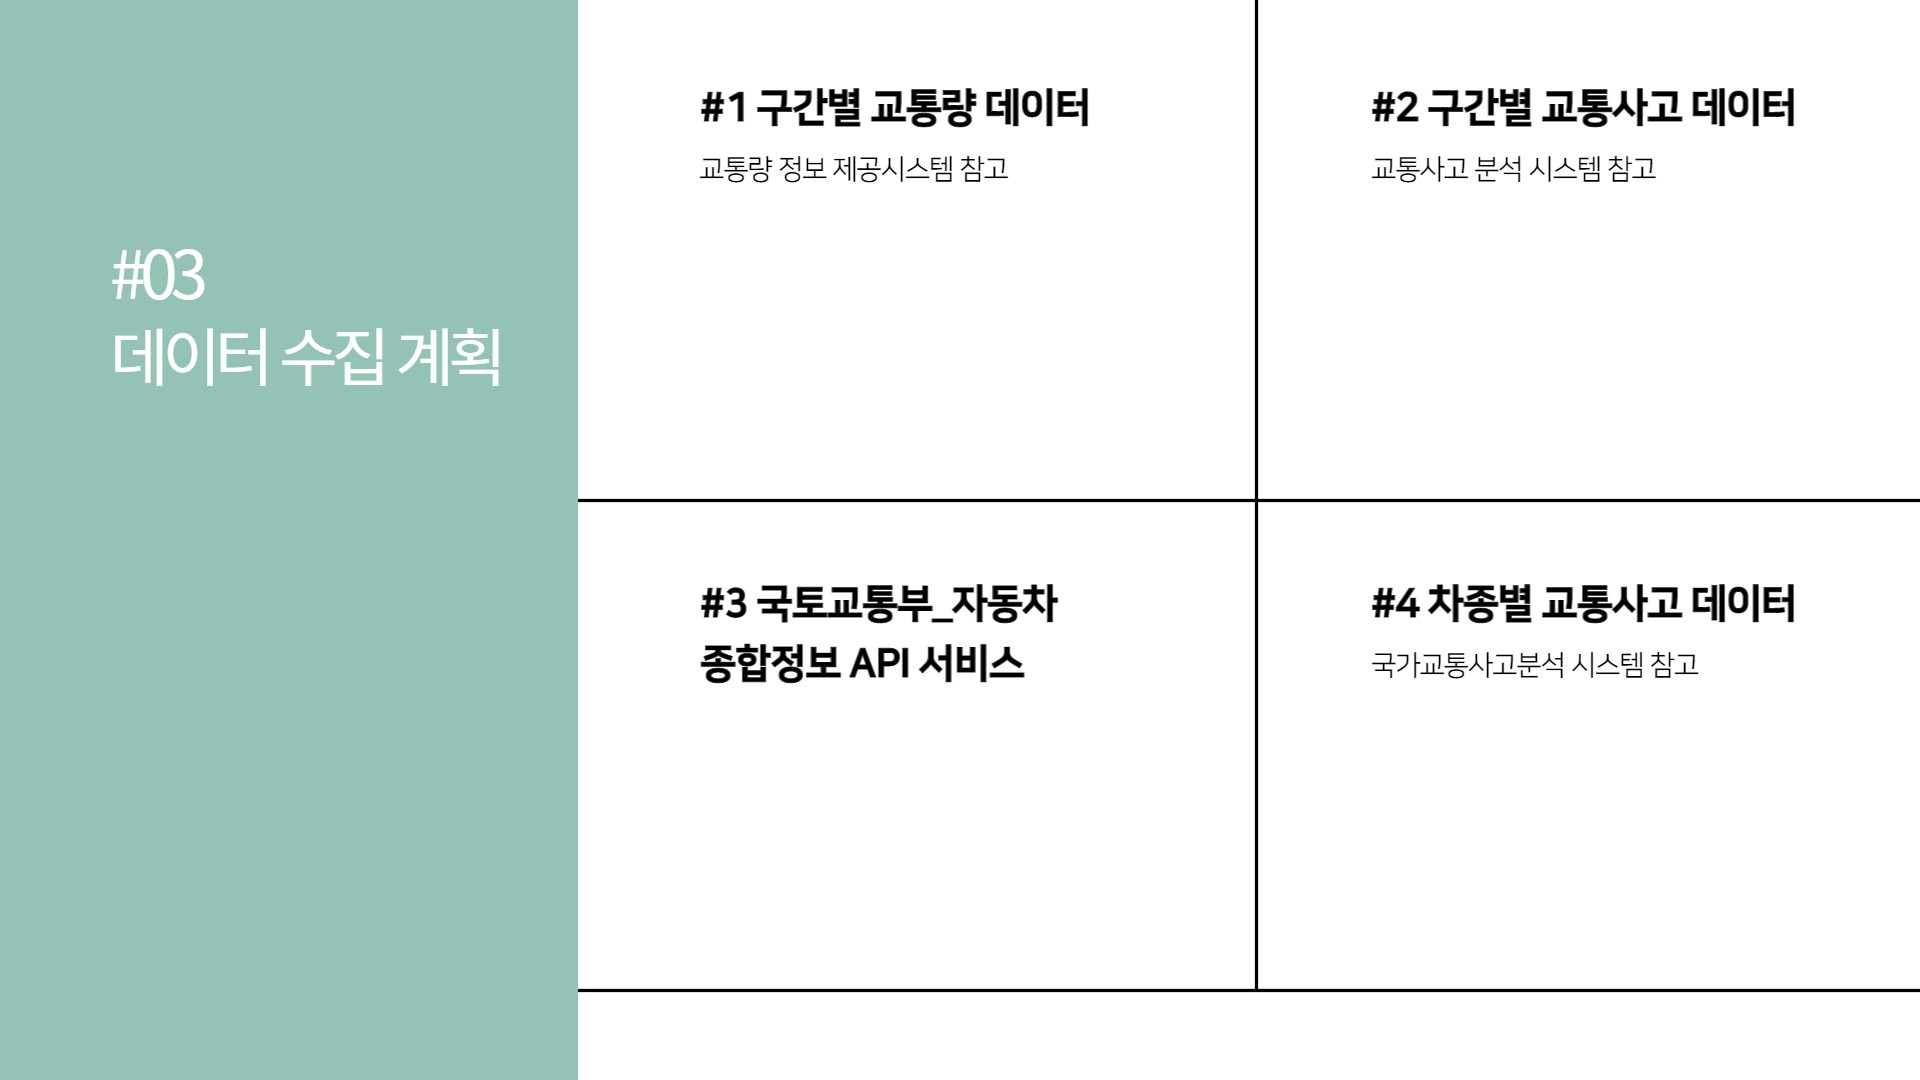 #03
데이터 수집 계획
#1 구간별 교통량 데이터
교통량 정보 제공시스템 참고
#2 구간별 교통사고 데이터
교통사고 분석 시스템 참고
#3 국토교통부_자동차
종합정보 API 서비스
#4 차종별 교통사고 데이터
국가교통사고분석 시스템 참고